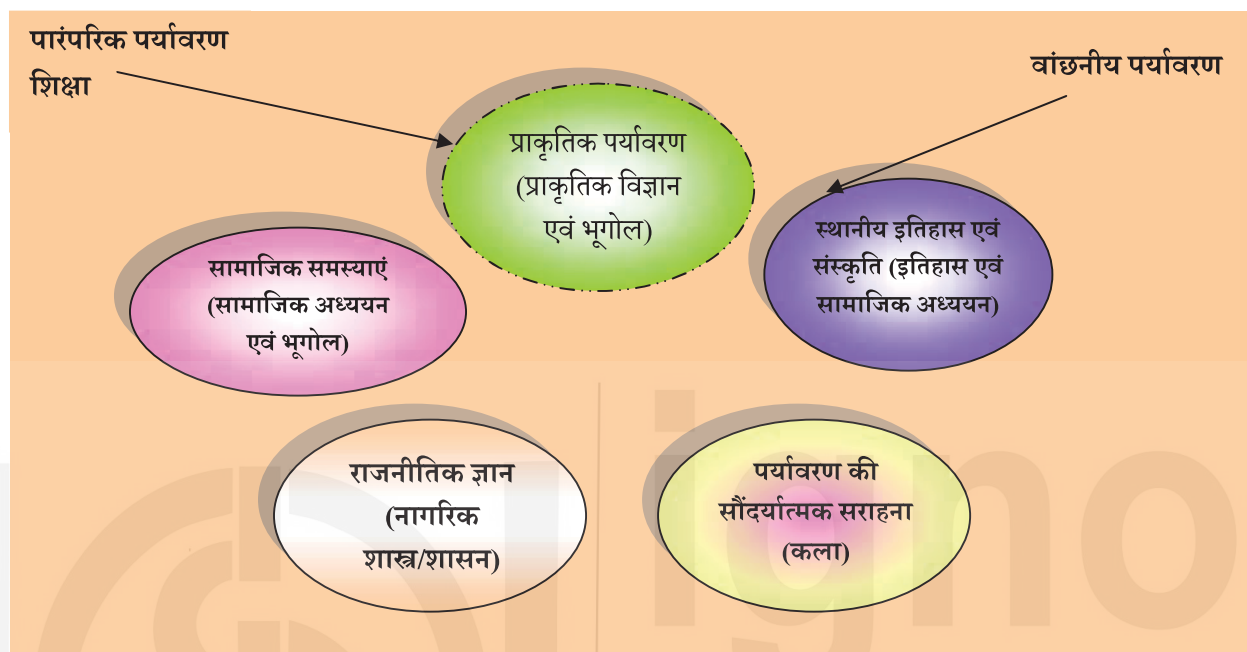 पारंपरिक पर्यावरण
शिक्षा
वांछनीय पर्यावरण
प्राकृतिक पर्यावरण
(प्राकृतिक विज्ञान
एवं भूगोल)
स्थानीय इतिहास एवं
संस्कृति (इतिहास एवं
सामाजिक अध्ययन)
सामाजिक समस्याएं
(सामाजिक अध्ययन
एवं भूगोल)
राजनीतिक ज्ञान
(नागरिक
शास्त्र/शासन)
पर्यावरण की
सौंदर्यात्मक सराहना
(कला)
igno